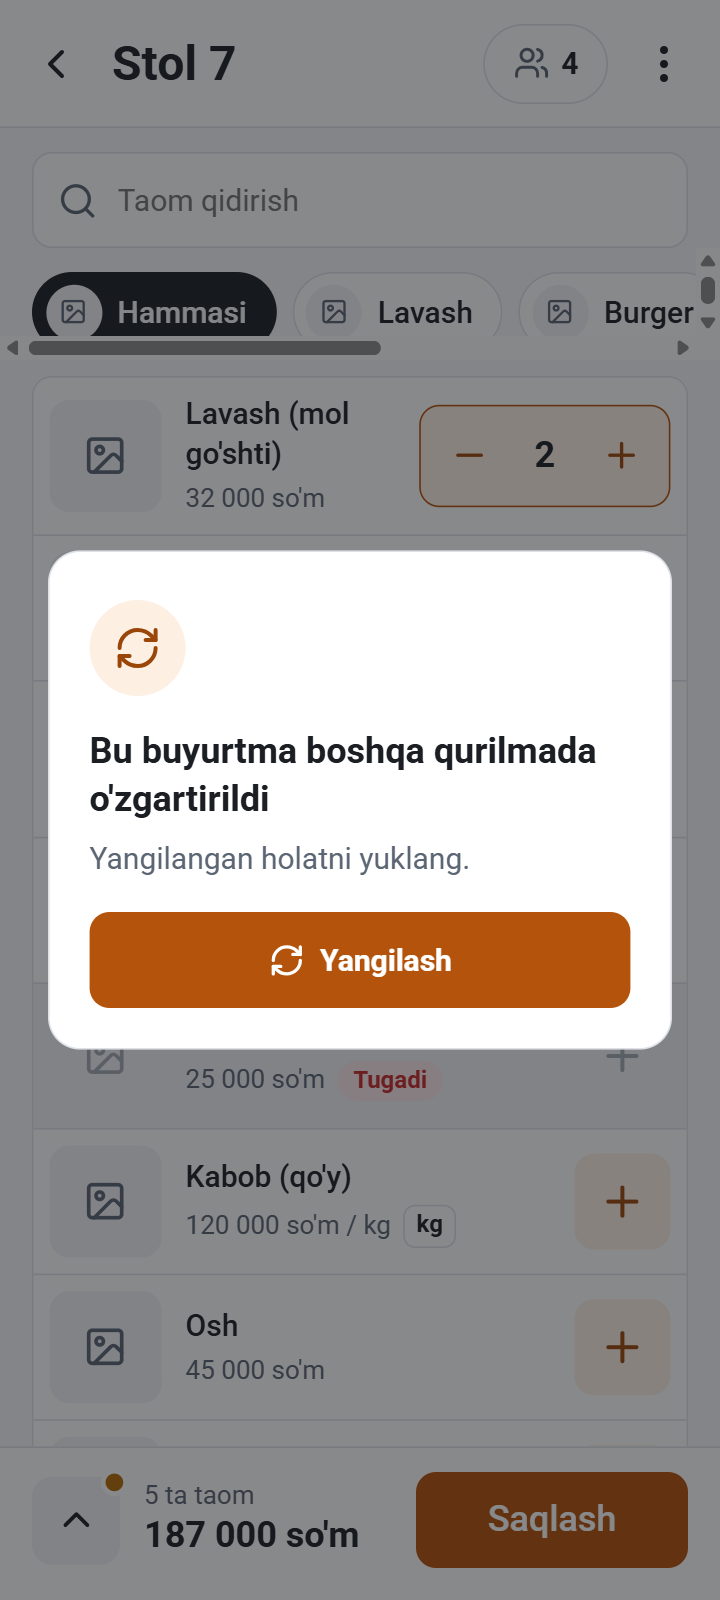 Stol 7
4
Taom qidirish
Hammasi
Lavash
Burger
Lavash (mol
go'shti)
32 000 so'm
2
Bu buyurtma boshqa qurilmada
o'zgartirildi
Yangilangan holatni yuklang.
Yangilash
25 000 so'm
Tugadi
Kabob (qo'y)
120 000 so'm / kg
kg
Osh
45 000 so'm
5 ta taom
187 000 so'm
Saqlash